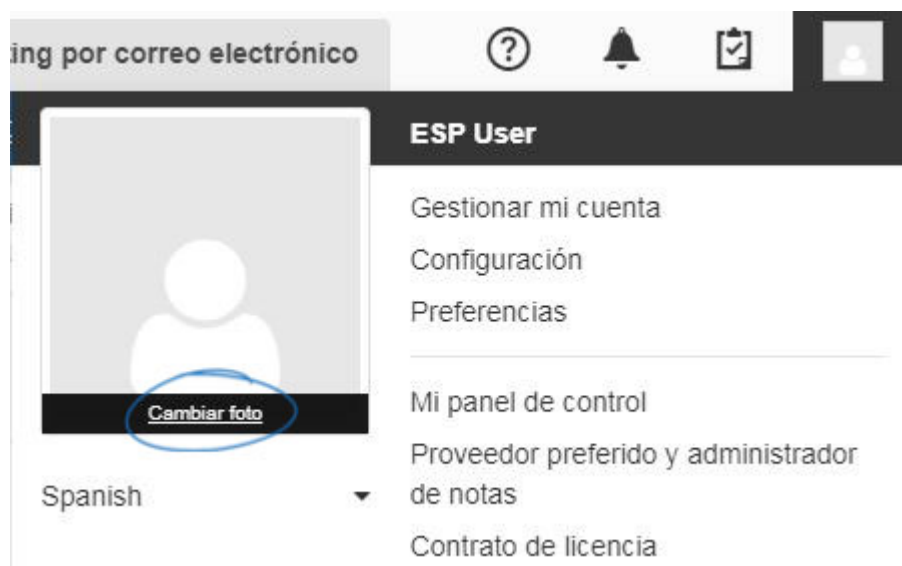 ing por correo electrónico
ESP User
Gestionar mi cuenta
Configuración
Preferencias
Cambiar foto
Spanish
Mi panel de control
Proveedor preferido y administrador
de notas
Contrato de licencia